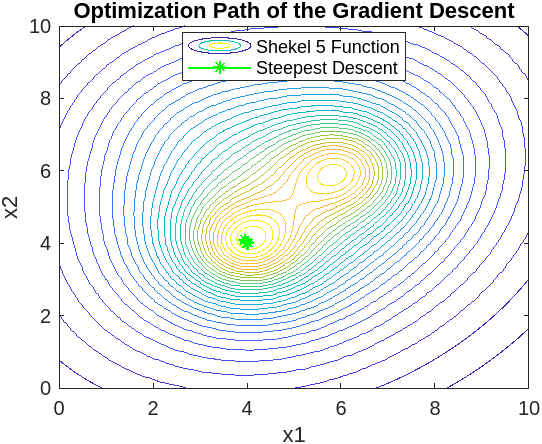 Optimization Path of the Gradient Descent
Shekel 5 Function
Steepest Descent
10
8
6
4
2
0
x2
0 2 4 6 8 10
x1